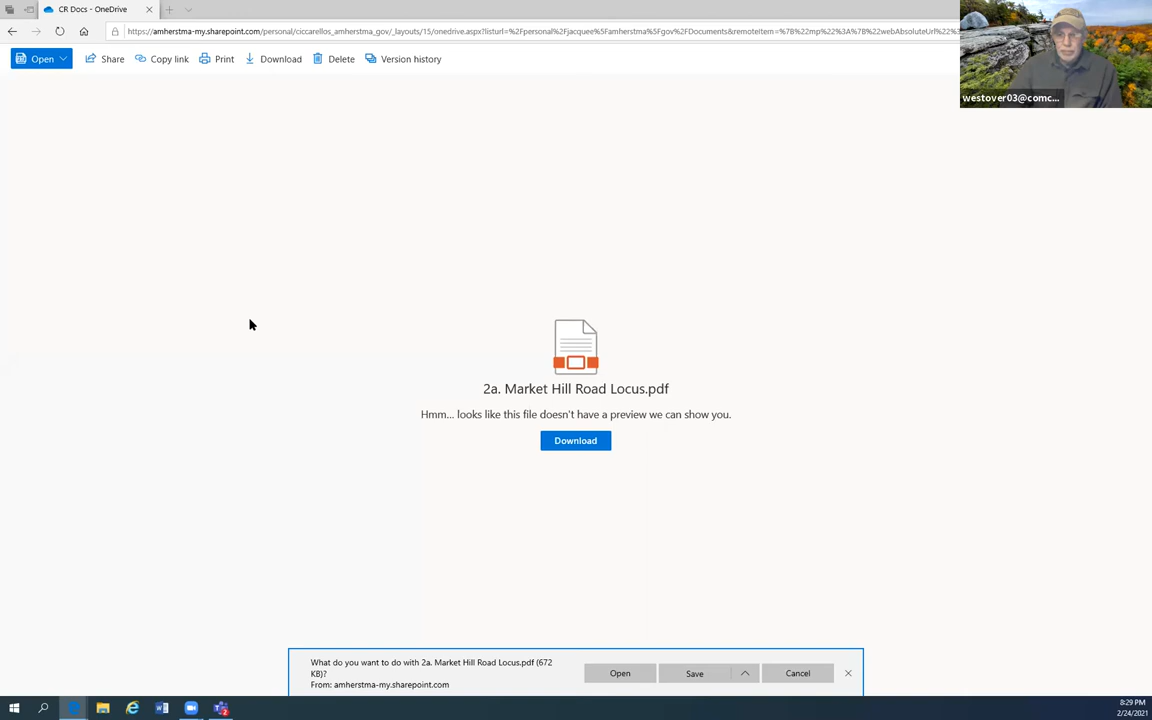 CR Docs - OneDrive
https://amherstma-my.sharepoint.com/personal/ciccarellos_amherstma_gov/_layouts/15/onedrive.aspx?listurl=%2Fpersonal%2Fjacquee%5Famherstma%5Fgov%2FDocuments&remoteItem=%7B%22mp%22%3A%7B%22webAbsoluteUrl%22%3
Open Share Copy link Print Download Delete Version history
westover03@comc...
2a. Market Hill Road Locus.pdf
Hmm... looks like this file doesn't have a preview we can show you.
Download
What do you want to do with 2a. Market Hill Road Locus.pdf (672
KB)?
From: amherstma-my.sharepoint.com
Open Save Cancel
8:29 PM
2/24/2021